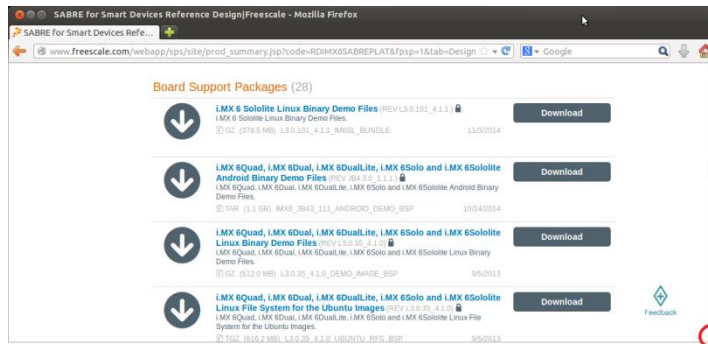 SABRE for Smart Devices Reference Design|Freescale - Mozilla Firefox
SABRE for Smart Devices Refe...
www.freescale.com/webapp/sps/site/prod_summary.jsp?code=RDIMX6SABREPLAT&fpsp=1&tab=Design
Google
Board Support Packages (28)
i.MX 6 Sololite Linux Binary Demo Files (REV L3.0.101_4.1.1.)
Download
i.MX 6 Sololite Linux Binary Demo Files.
GZ (379.5 MB) L3.0.101_4.1.1_IM6SL_BUNDLE 11/3/2014
i.MX 6Quad, i.MX 6Dual, i.MX 6DualLite, i.MX 6Solo and i.MX 6Sololite
Download
Android Binary Demo Files (REV JB4.3.0_1.1.1.)
i.MX 6Quad, i.MX 6Dual, i.MX 6DualLite, i.MX 6Solo and i.MX 6Sololite Android Binary
Demo Files.
TAR (1.1 GB) IMX6_JB43_111_ANDROID_DEMO_BSP 10/24/2014
i.MX 6Quad, i.MX 6Dual, i.MX 6DualLite, i.MX 6Solo and i.MX 6Sololite
Download
Linux Binary Demo Files (REV L3.0.35_4.1.0)
i.MX 6Quad, i.MX 6Dual, i.MX 6DualLite, i.MX 6Solo and i.MX 6Sololite Linux Binary
Demo Files.
GZ (512.0 MB) L3.0.35_4.1.0_DEMO_IMAGE_BSP 9/5/2013
i.MX 6Quad, i.MX 6Dual, i.MX 6DualLite, i.MX 6Solo and i.MX 6Sololite
Download
Linux File System for the Ubuntu Images (REV L3.0.35_4.1.0)
Feedback
i.MX 6Quad, i.MX 6Dual, i.MX 6DualLite, i.MX 6Solo and i.MX 6Sololite Linux File
System for the Ubuntu Images.
TGZ (616.2 MB) L3.0.35_4.1.0_UBUNTU_RFS_BSP 9/5/2013